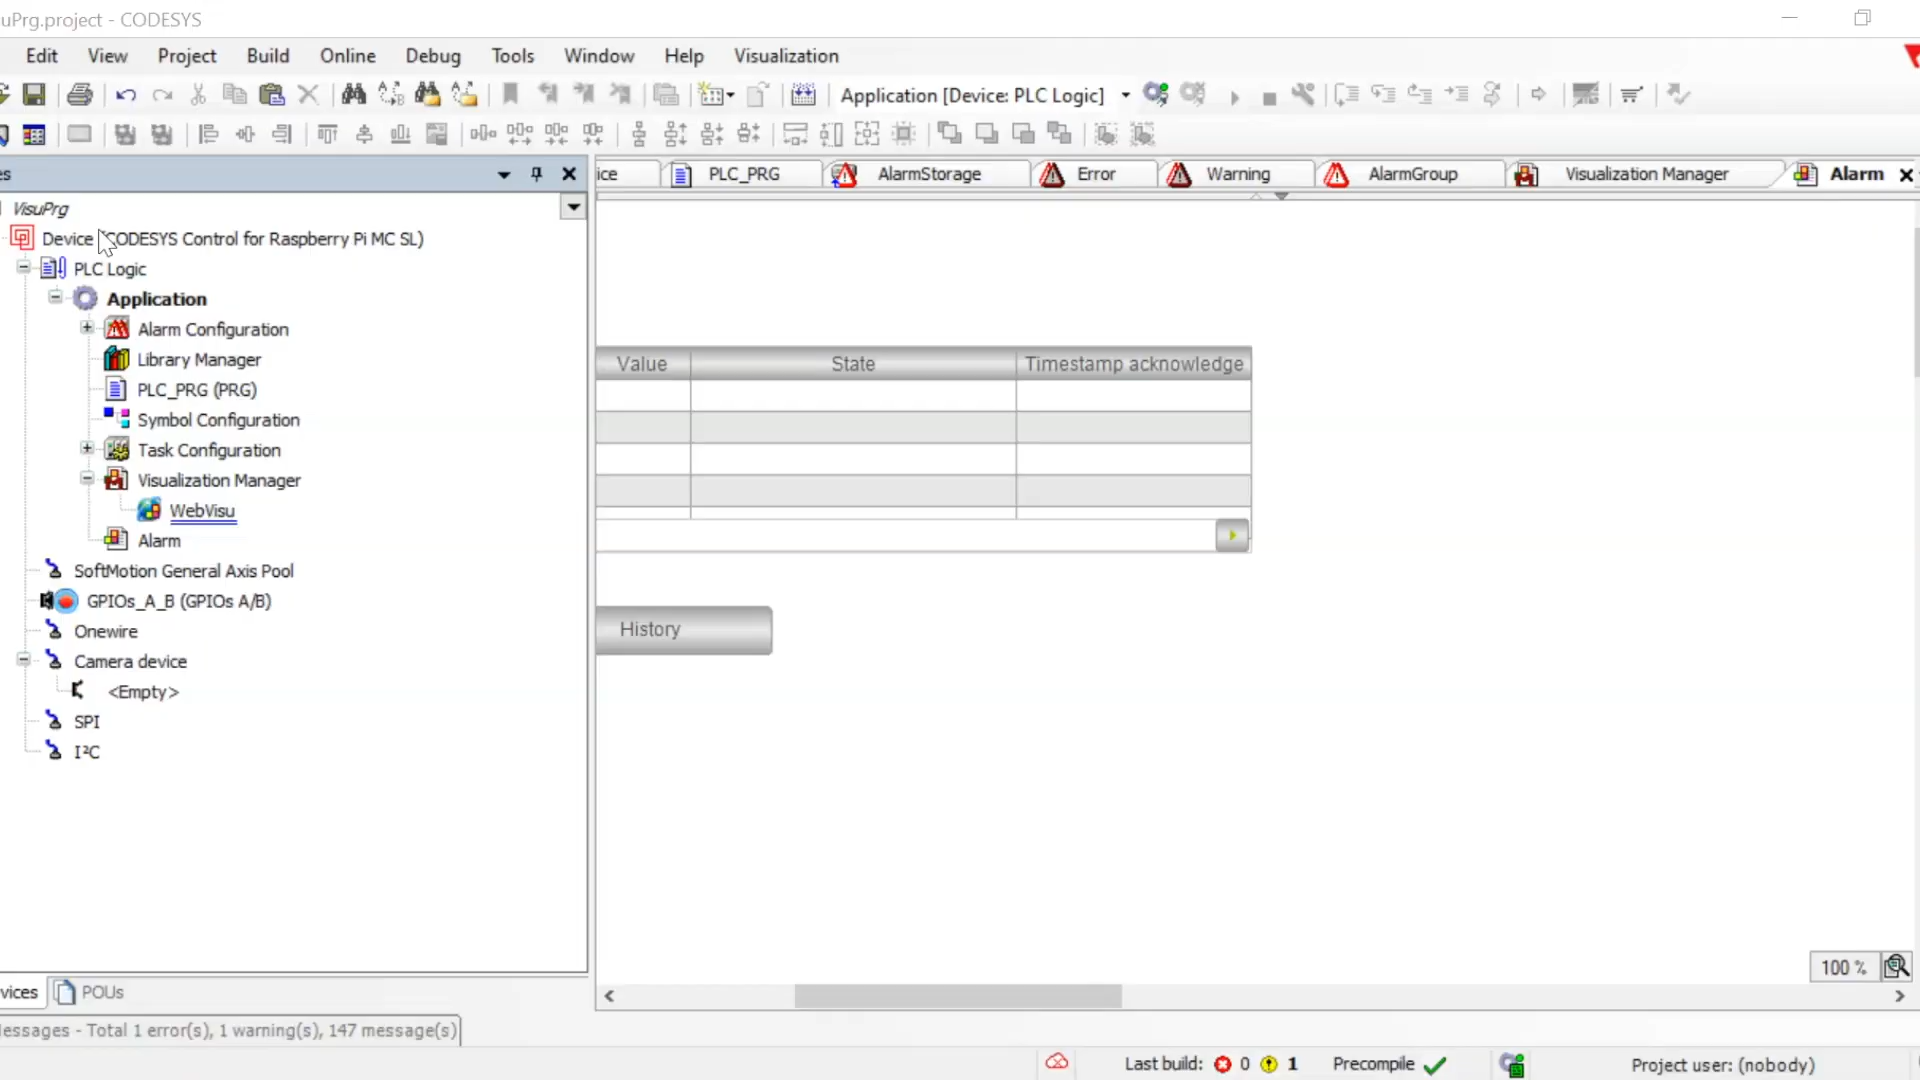 uPrg.project - CODESYS
Edit View Project Build Online Debug Tools Window Help Visualization
Application [Device: PLC Logic]
es
ice PLC_PRG AlarmStorage Error Warning AlarmGroup Visualization Manager Alarm
VisuPrg
Device (CODESYS Control for Raspberry Pi MC SL)
PLC Logic
Application
Alarm Configuration
Library Manager
PLC_PRG (PRG)
Symbol Configuration
Task Configuration
Visualization Manager
WebVisu
Alarm
SoftMotion General Axis Pool
GPIOs_A_B (GPIOs A/B)
Onewire
Camera device
<Empty>
SPI
I²C
Value State Timestamp acknowledge
History
100 %
vices POUs
lessages - Total 1 error(s), 1 warning(s), 147 message(s)
Last build: 0 1 Precompile Project user: (nobody)